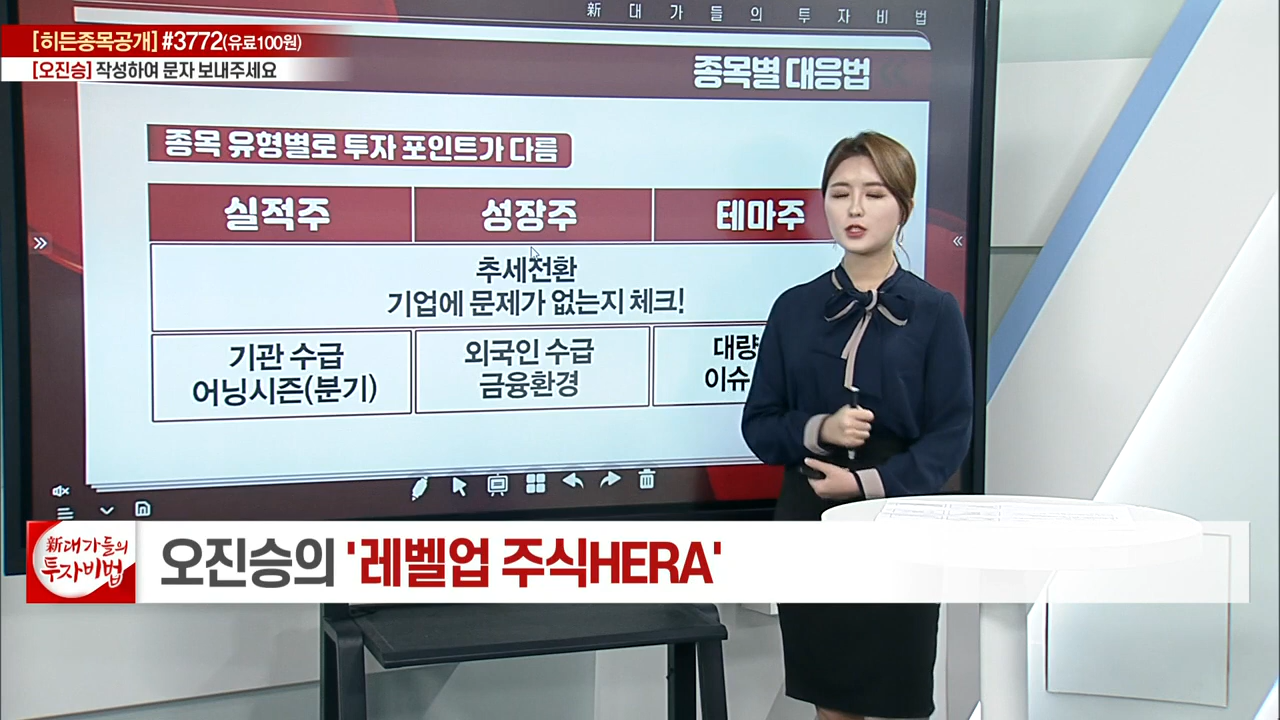 新 대 가 들 의 투 자 비 법
[히든종목공개] #3772(유료100원)
[오진승] 작성하여 문자 보내주세요
종목별 대응법
종목 유형별로 투자 포인트가 다름
실적주 성장주 테마주
추세전환
기업에 문제가 없는지 체크!
기관 수급 외국인 수급 대량
어닝시즌(분기) 금융환경 이슈
新대가들의
투자비법
오진승의 '레벨업 주식HERA'